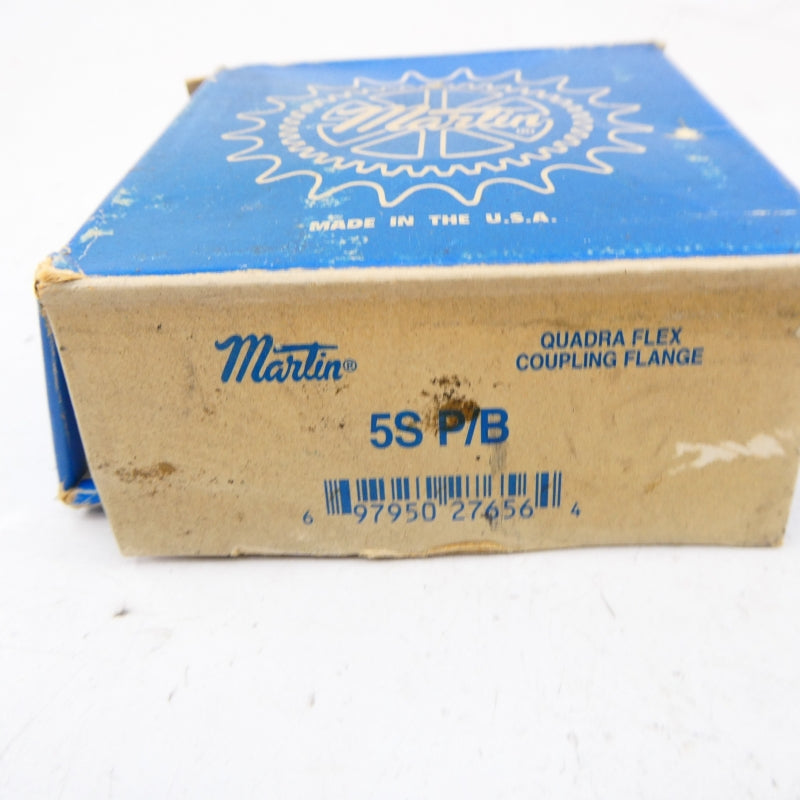 Martin
MADE IN THE U.S.A.
Martin®
QUADRA FLEX
COUPLING FLANGE
5S P/B
6 97950 27656 4